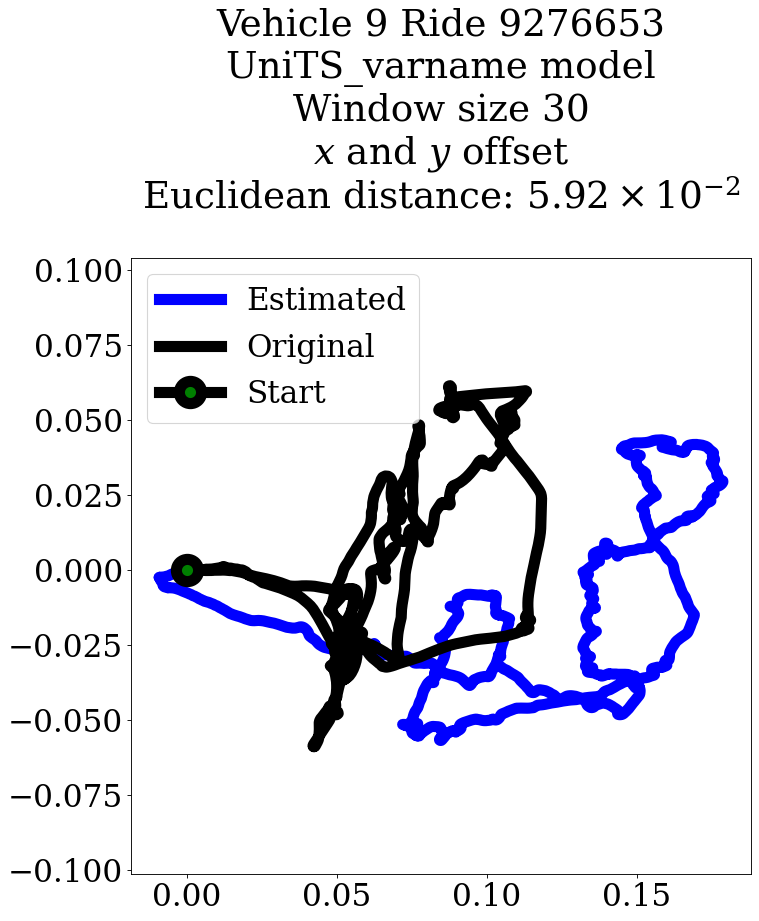 Vehicle 9 Ride 9276653
UniTS_varname model
Window size 30
x and y offset
Euclidean distance: 5.92 × 10⁻²
0.100
0.075
0.050
0.025
0.000
−0.025
−0.050
−0.075
−0.100
Estimated
Original
Start
0.00 0.05 0.10 0.15